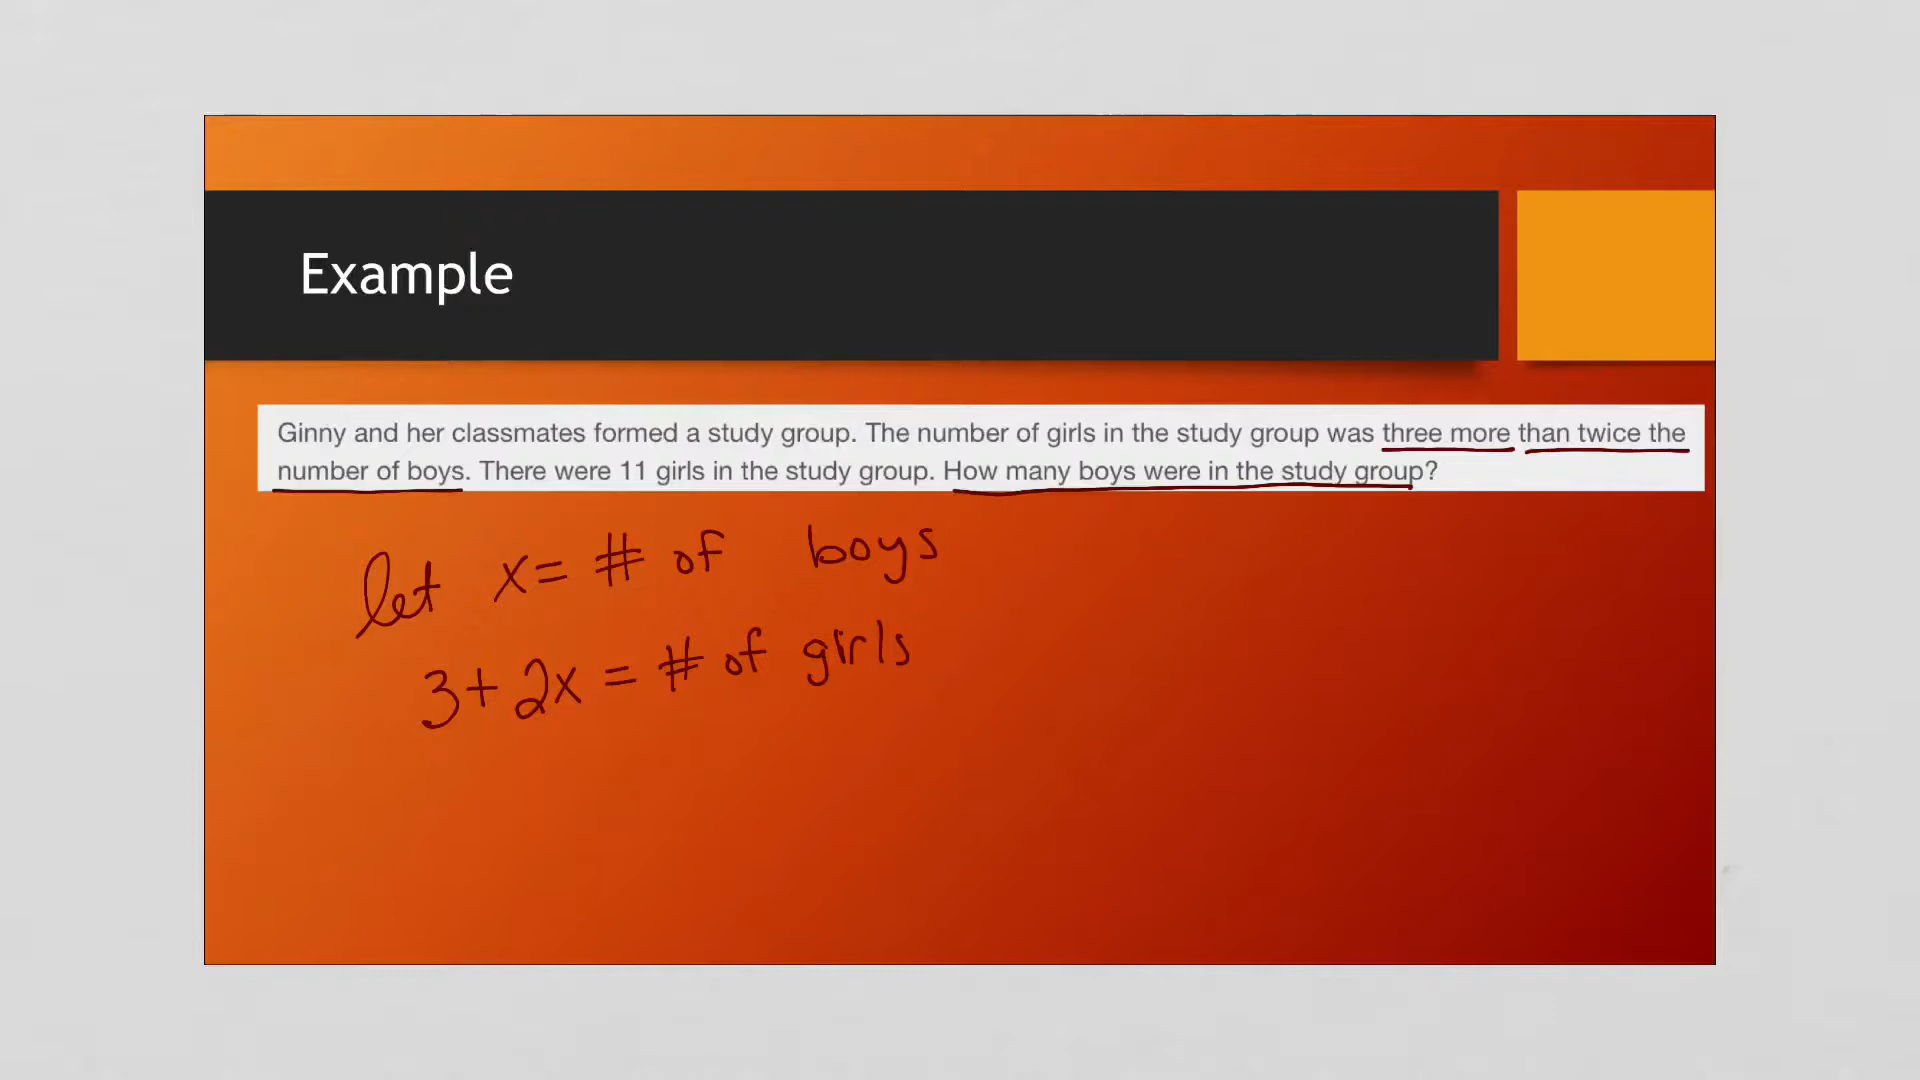 Example
Ginny and her classmates formed a study group. The number of girls in the study group was three more than twice the
number of boys. There were 11 girls in the study group. How many boys were in the study group?
let x = # of boys
3 + 2x = # of girls